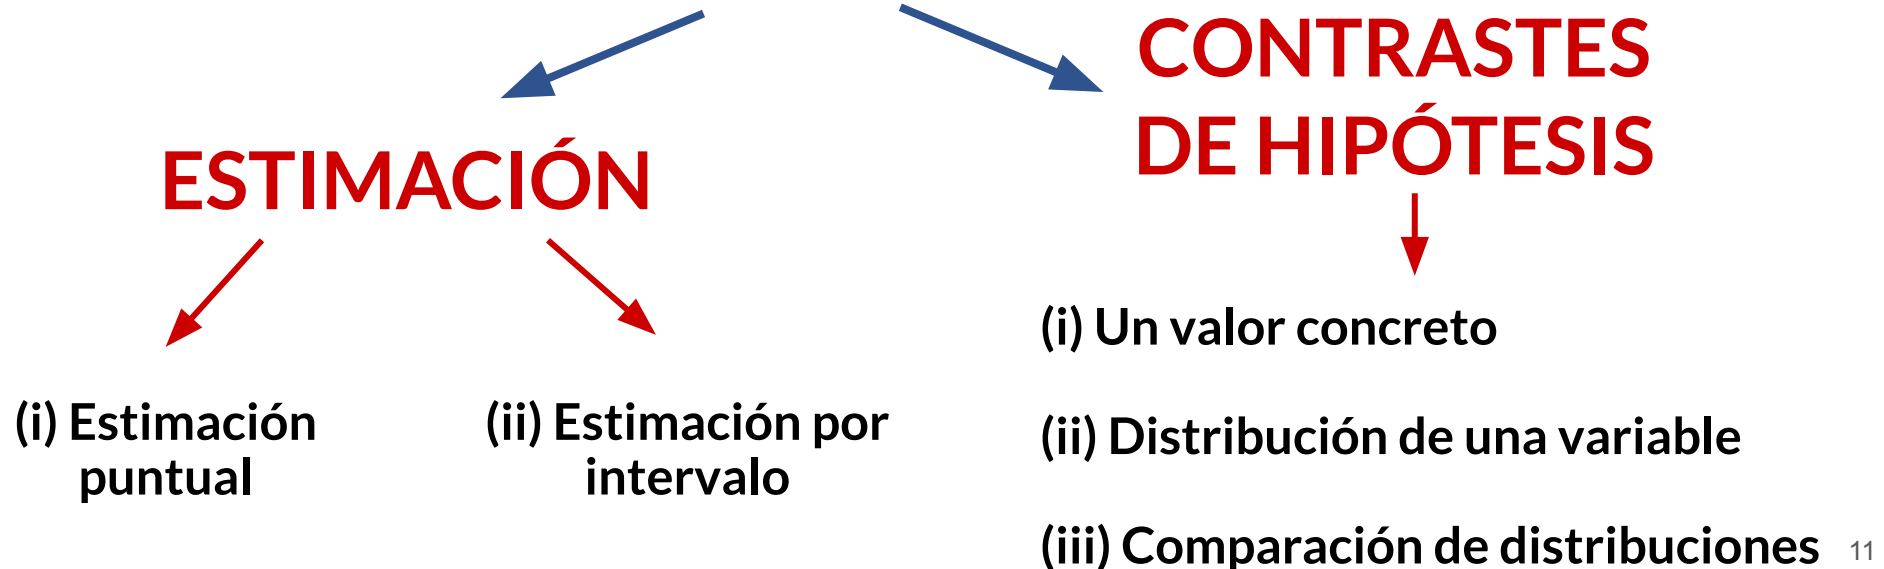 ESTIMACIÓN
(i) Estimación
puntual
(ii) Estimación por
intervalo
CONTRASTES
DE HIPÓTESIS
(i) Un valor concreto
(ii) Distribución de una variable
(iii) Comparación de distribuciones
11